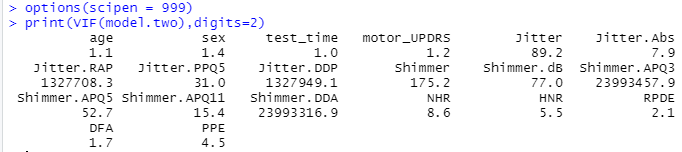 > options(scipen = 999)
> print(VIF(model.two),digits=2)
age sex test_time motor_UPDRS Jitter Jitter.Abs
1.1 1.4 1.0 1.2 89.2 7.9
Jitter.RAP Jitter.PPQ5 Jitter.DDP Shimmer Shimmer.dB Shimmer.APQ3
1327708.3 31.0 1327949.1 175.2 77.0 23993457.9
Shimmer.APQ5 Shimmer.APQ11 Shimmer.DDA NHR HNR RPDE
52.7 15.4 23993316.9 8.6 5.5 2.1
DFA PPE
1.7 4.5